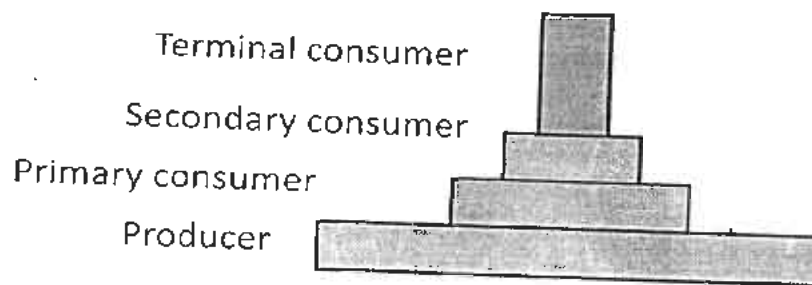 Terminal consumer
Secondary consumer
Primary consumer
Producer